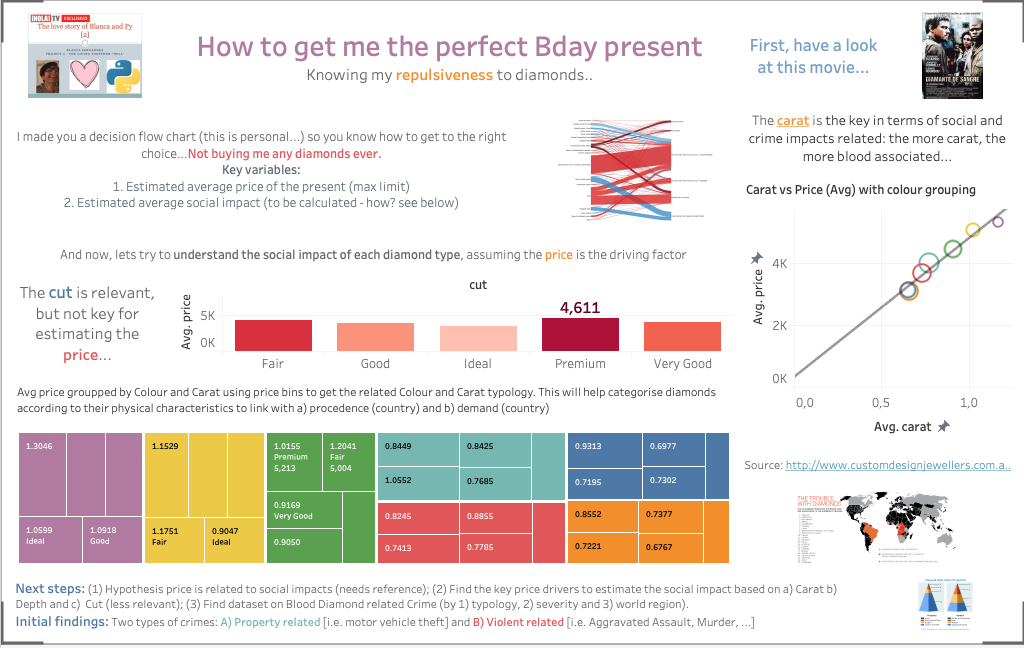 ¡HOLA! TV EXCLUSIVO
The love story of Blanca and Py
[2]
How to get me the perfect Bday present
Knowing my repulsiveness to diamonds..
First, have a look
at this movie...
DIAMANTE DE SANGRE
I made you a decision flow chart (this is personal...) so you know how to get to the right
choice...Not buying me any diamonds ever.
Key variables:
1. Estimated average price of the present (max limit)
2. Estimated average social impact (to be calculated - how? see below)
The carat is the key in terms of social and
crime impacts related: the more carat, the
more blood associated...
And now, lets try to understand the social impact of each diamond type, assuming the price is the driving factor
The cut is relevant,
but not key for
estimating the
price...
cut
Avg. price
5K
0K
4,611
Fair
Good
Ideal
Premium
Very Good
Carat vs Price (Avg) with colour grouping
Avg. price
4K
2K
0K
0,0
0,5
1,0
Avg. carat
Avg price groupped by Colour and Carat using price bins to get the related Colour and Carat typology. This will help categorise diamonds
according to their physical characteristics to link with a) procedence (country) and b) demand (country)
1.3046
1.0599
Ideal
1.0918
Good
1.1529
1.1751
Fair
0.9047
Ideal
1.0155
Premium
5,213
1.2041
Fair
5,004
0.9169
Very Good
0.9050
0.8449
0.8425
1.0552
0.7685
0.8245
0.8855
0.7413
0.7785
0.9313
0.6977
0.7195
0.7302
0.8552
0.7377
0.7221
0.6767
Source: http://www.customdesignjewellers.com.a..
THE TROUBLE
WITH DIAMONDS
Next steps: (1) Hypothesis price is related to social impacts (needs reference); (2) Find the key price drivers to estimate the social impact based on a) Carat b)
Depth and c) Cut (less relevant); (3) Find dataset on Blood Diamond related Crime (by 1) typology, 2) severity and 3) world region).
Initial findings: Two types of crimes: A) Property related [i.e. motor vehicle theft] and B) Violent related [i.e. Aggravated Assault, Murder, ...]